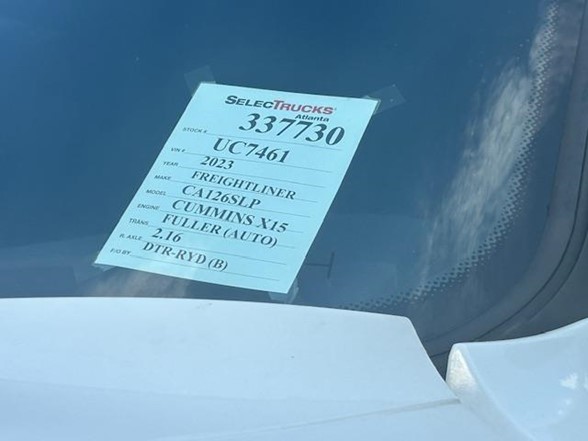 SELECTRUCKS
Atlanta
STOCK # 337730
VIN # UC7461
YEAR 2023
MAKE FREIGHTLINER
MODEL CA126SLP
ENGINE CUMMINS X15
TRANS. FULLER (AUTO)
R. AXLE 2.16
P/O BY DTR-RYD (B)